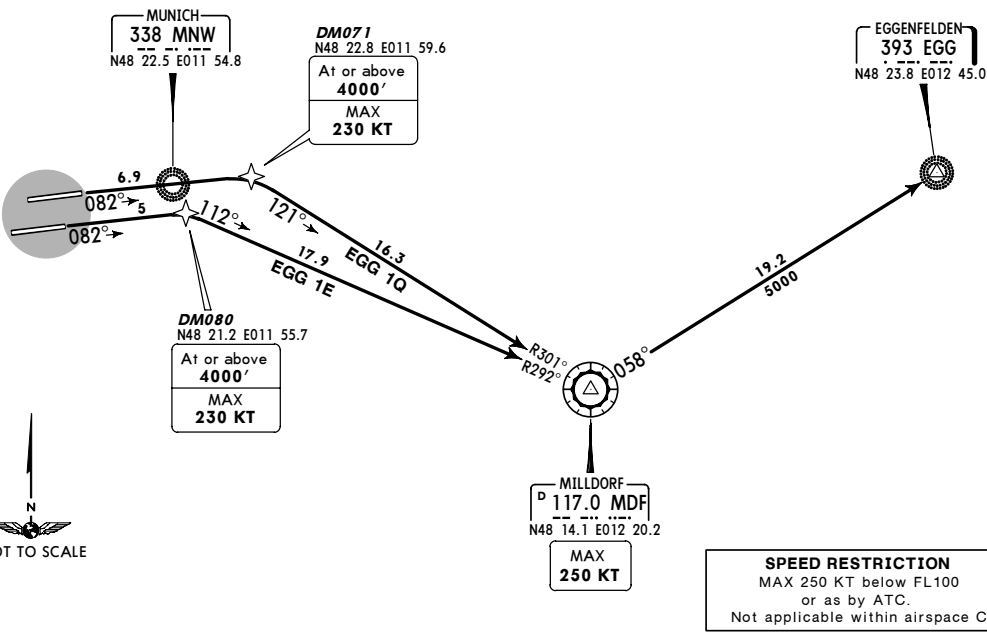 MUNICH
338 MNW
N48 22.5 E011 54.8
DM071
N48 22.8 E011 59.6
At or above
4000'
MAX
230 KT
EGGENFELDEN
393 EGG
N48 23.8 E012 45.0
6.9
082°
5
082°
112°
121°
16.3
EGG 1Q
17.9
EGG 1E
19.2
5000
DM080
N48 21.2 E011 55.7
At or above
4000'
MAX
230 KT
R301°
R292°
058°
MILLDORF
D 117.0 MDF
N48 14.1 E012 20.2
MAX
250 KT
N
OT TO SCALE
SPEED RESTRICTION
MAX 250 KT below FL100
or as by ATC.
Not applicable within airspace C